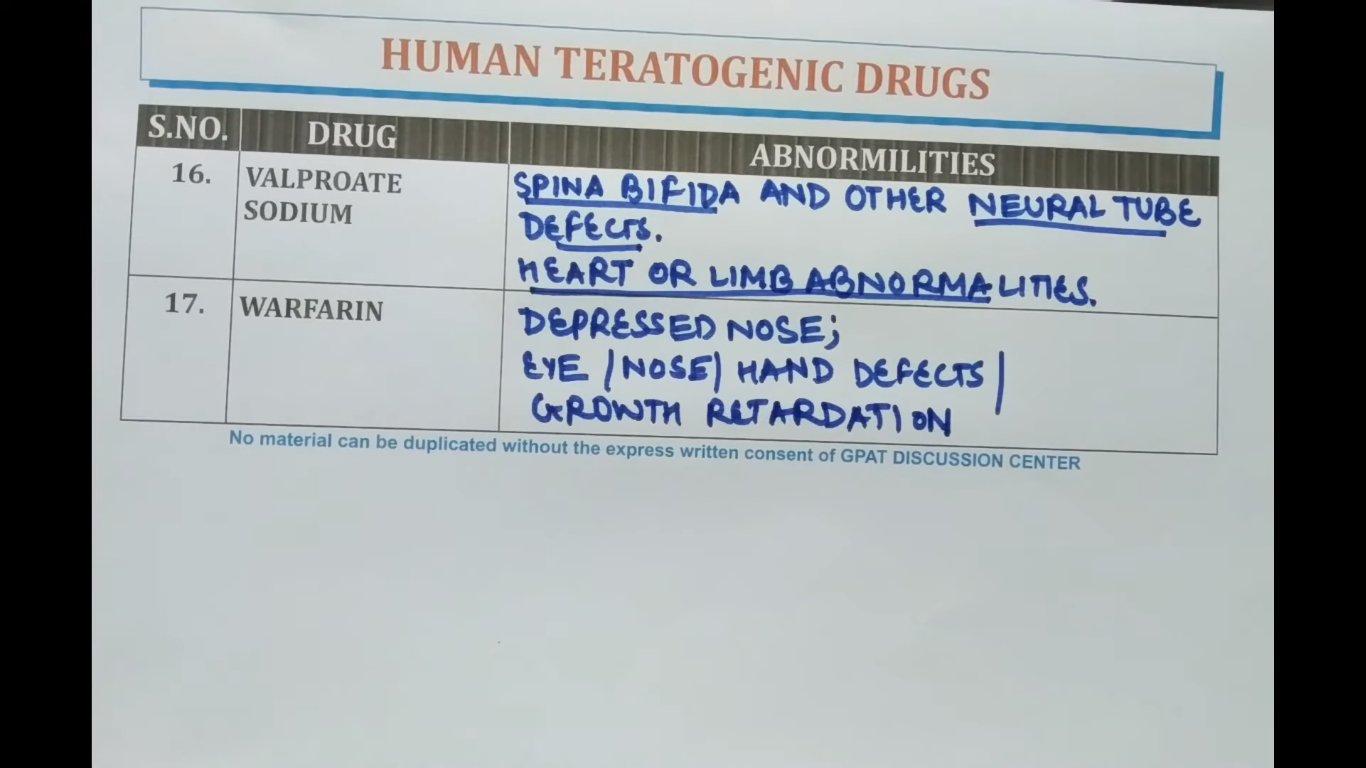 HUMAN TERATOGENIC DRUGS
S.NO. DRUG ABNORMILITIES
16. VALPROATE SODIUM
SPINA BIFIDA AND OTHER NEURAL TUBE
DEFECTS.
HEART OR LIMB ABNORMALITIES.
17. WARFARIN
DEPRESSED NOSE;
EYE / NOSE / HAND DEFECTS /
GROWTH RETARDATION
No material can be duplicated without the express written consent of GPAT DISCUSSION CENTER